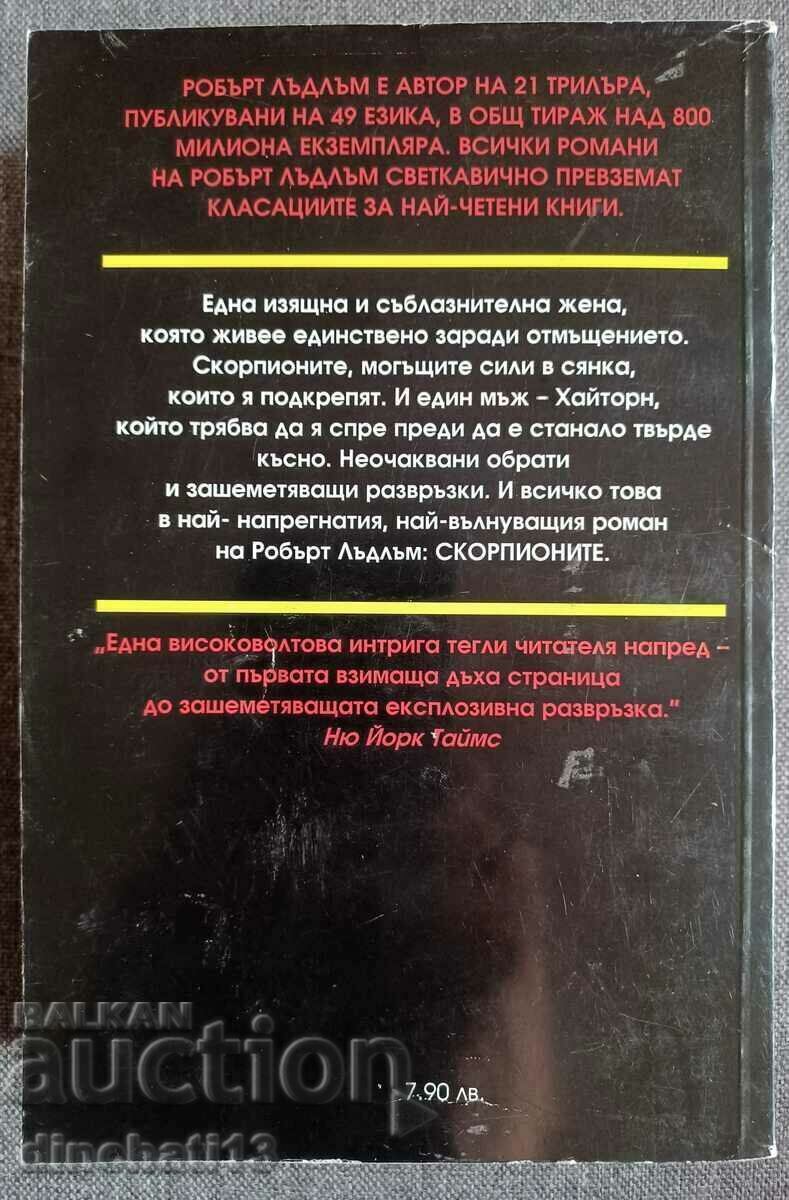 РОБЪРТ ЛЪДЛЪМ Е АВТОР НА 21 ТРИЛЪРА,
ПУБЛИКУВАНИ НА 49 ЕЗИКА, В ОБЩ ТИРАЖ НАД 800
МИЛИОНА ЕКЗЕМПЛЯРА. ВСИЧКИ РОМАНИ
НА РОБЪРТ ЛЪДЛЪМ СВЕТКАВИЧНО ПРЕВЗЕМАТ
КЛАСАЦИИТЕ ЗА НАЙ-ЧЕТЕНИ КНИГИ.
Една изящна и съблазнителна жена,
която живее единствено заради отмъщението.
Скорпионите, могъщите сили в сянка,
които я подкрепят. И един мъж – Хайторн,
който трябва да я спре преди да е станало твърде
късно. Неочаквани обрати
и зашеметяващи развръзки. И всичко това
в най- напрегнатия, най-вълнуващия роман
на Робърт Лъдлъм: СКОРПИОНИТЕ.
„Една високоволтова интрига тегли читателя напред –
от първата взимаща дъха страница
до зашеметяващата експлозивна развръзка.”
Ню Йорк Таймс
BALKAN
auction
7.90 лв.
dinchati13